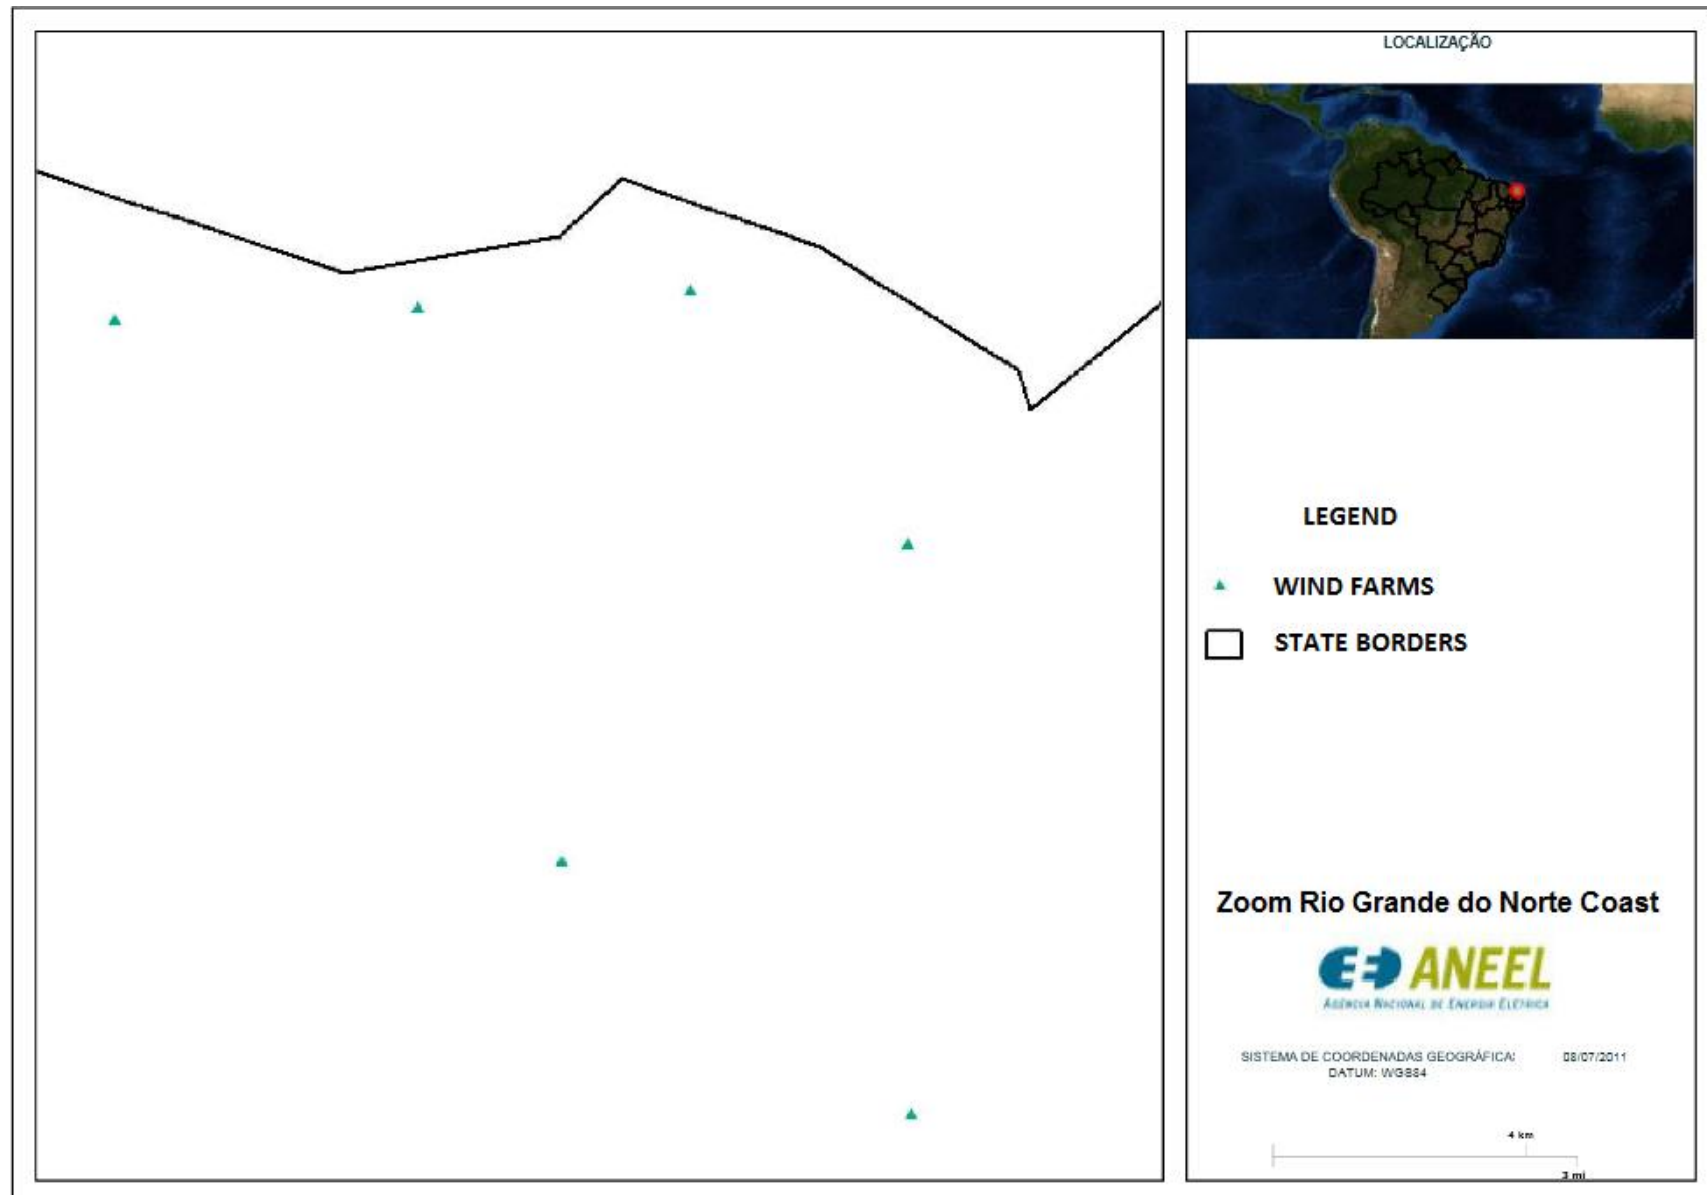 LOCALIZAÇÃO
LEGEND
WIND FARMS
STATE BORDERS
Zoom Rio Grande do Norte Coast
ANEEL
AGÊNCIA NACIONAL DE ENERGIA ELÉTRICA
SISTEMA DE COORDENADAS GEOGRÁFICA: 08/07/2011
DATUM: WGS84
4 km
3 mi